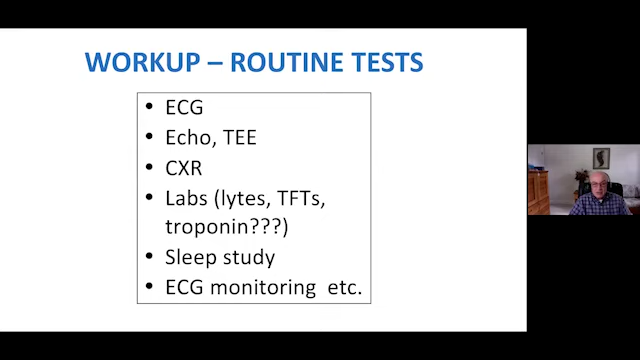 WORKUP – ROUTINE TESTS
• ECG
• Echo, TEE
• CXR
• Labs (lytes, TFTs,
troponin???)
• Sleep study
• ECG monitoring etc.